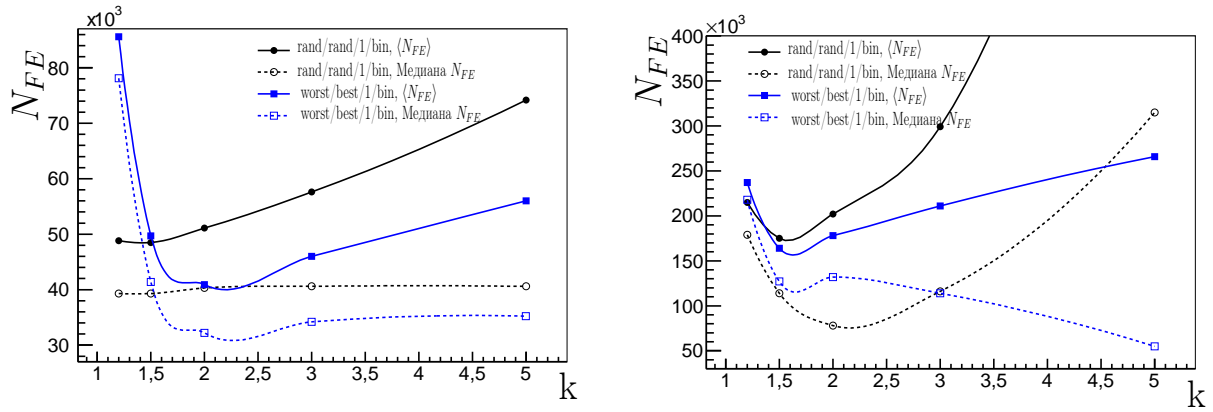 ×10³
N_FE
80
70
60
50
40
30
1 1,5 2 2,5 3 3,5 4 4,5 5
k
rand/rand/1/bin, ⟨N_FE⟩
rand/rand/1/bin, Медиана N_FE
worst/best/1/bin, ⟨N_FE⟩
worst/best/1/bin, Медиана N_FE
×10³
N_FE
400
300
250
200
150
100
50
1 1,5 2 2,5 3 3,5 4 4,5 5
k
rand/rand/1/bin, ⟨N_FE⟩
rand/rand/1/bin, Медиана N_FE
worst/best/1/bin, ⟨N_FE⟩
worst/best/1/bin, Медиана N_FE